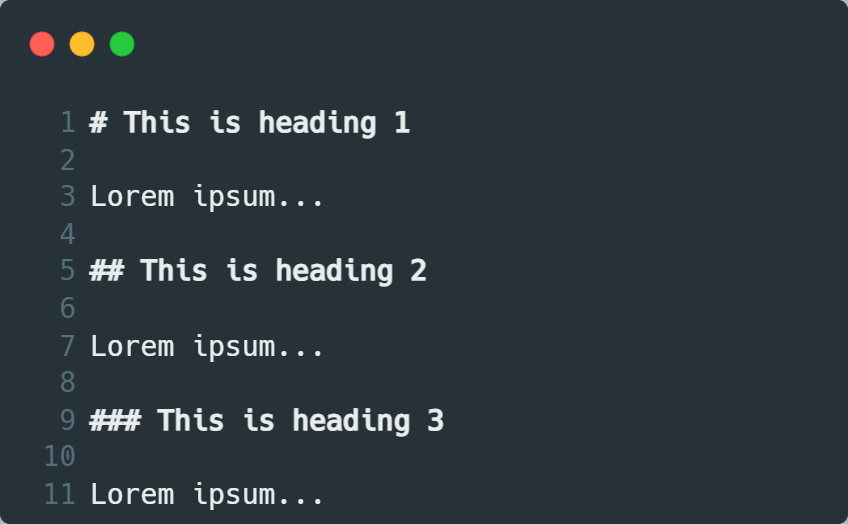 1 # This is heading 1
2
3 Lorem ipsum...
4
5 ## This is heading 2
6
7 Lorem ipsum...
8
9 ### This is heading 3
10
11 Lorem ipsum...